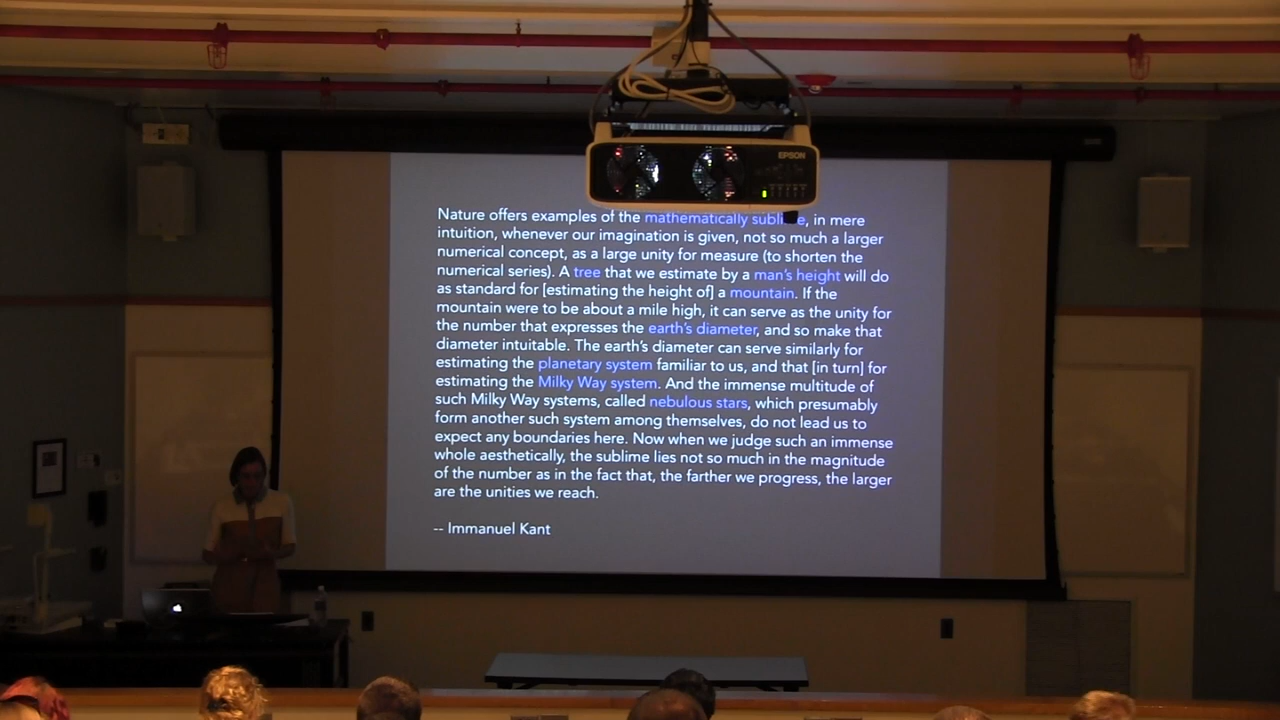 EPSON
Nature offers examples of the mathematically sublime, in mere
intuition, whenever our imagination is given, not so much a larger
numerical concept, as a large unity for measure (to shorten the
numerical series). A tree that we estimate by a man's height will do
as standard for [estimating the height of] a mountain. If the
mountain were to be about a mile high, it can serve as the unity for
the number that expresses the earth's diameter, and so make that
diameter intuitable. The earth's diameter can serve similarly for
estimating the planetary system familiar to us, and that [in turn] for
estimating the Milky Way system. And the immense multitude of
such Milky Way systems, called nebulous stars, which presumably
form another such system among themselves, do not lead us to
expect any boundaries here. Now when we judge such an immense
whole aesthetically, the sublime lies not so much in the magnitude
of the number as in the fact that, the farther we progress, the larger
are the unities we reach.
-- Immanuel Kant